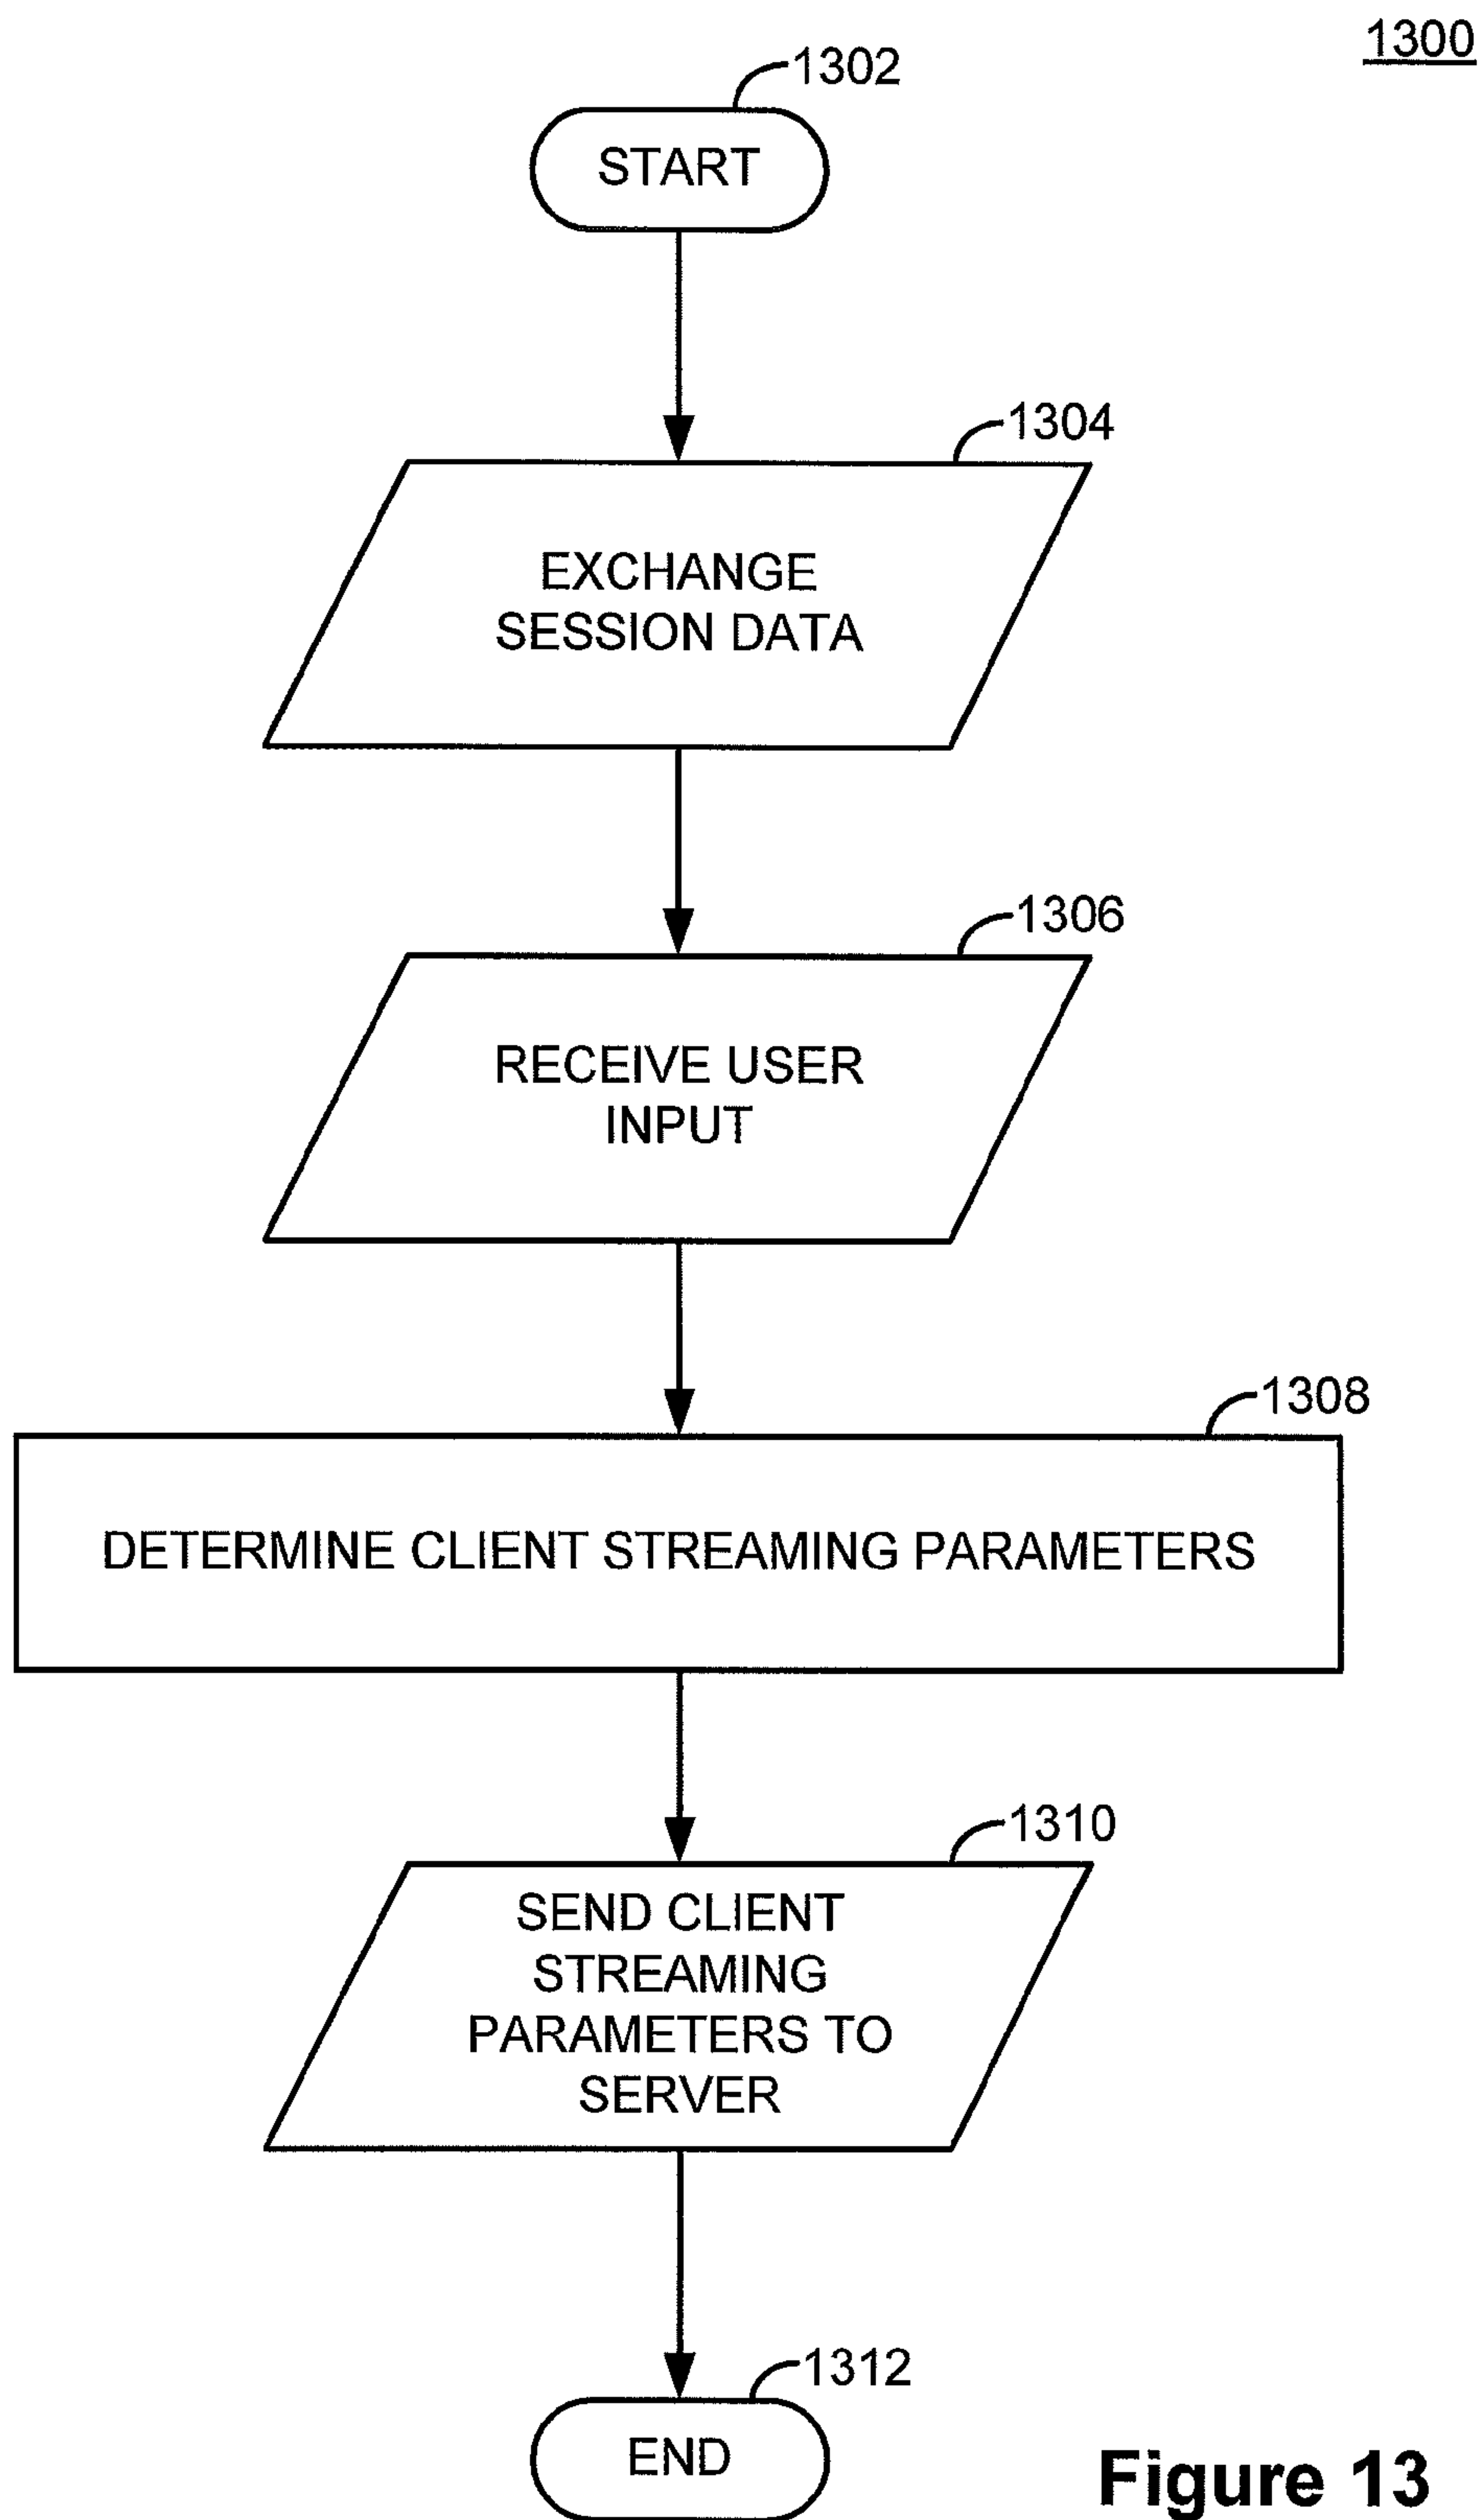 1300
1302
START
1304
EXCHANGE
SESSION DATA
1306
RECEIVE USER
INPUT
1308
DETERMINE CLIENT STREAMING PARAMETERS
1310
SEND CLIENT
STREAMING
PARAMETERS TO
SERVER
1312
END
Figure 13